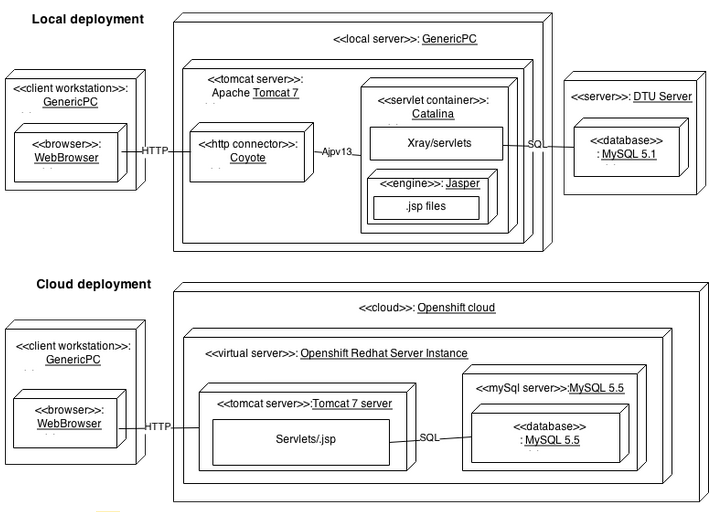 Local deployment
<<local server>>: GenericPC
<<client workstation>>:
GenericPC
<<browser>>:
WebBrowser
HTTP
<<tomcat server>>:
Apache Tomcat 7
<<http connector>>:
Coyote
Ajpv13
<<servlet container>>:
Catalina
Xray/servlets
<<engine>>: Jasper
.jsp files
SQL
<<server>>: DTU Server
<<database>>
: MySQL 5.1
Cloud deployment
<<cloud>>: Openshift cloud
<<client workstation>>:
GenericPC
<<browser>>:
WebBrowser
HTTP
<<virtual server>>: Openshift Redhat Server Instance
<<tomcat server>>:Tomcat 7 server
Servlets/.jsp
SQL
<<mySql server>>:MySQL 5.5
<<database>>
: MySQL 5.5